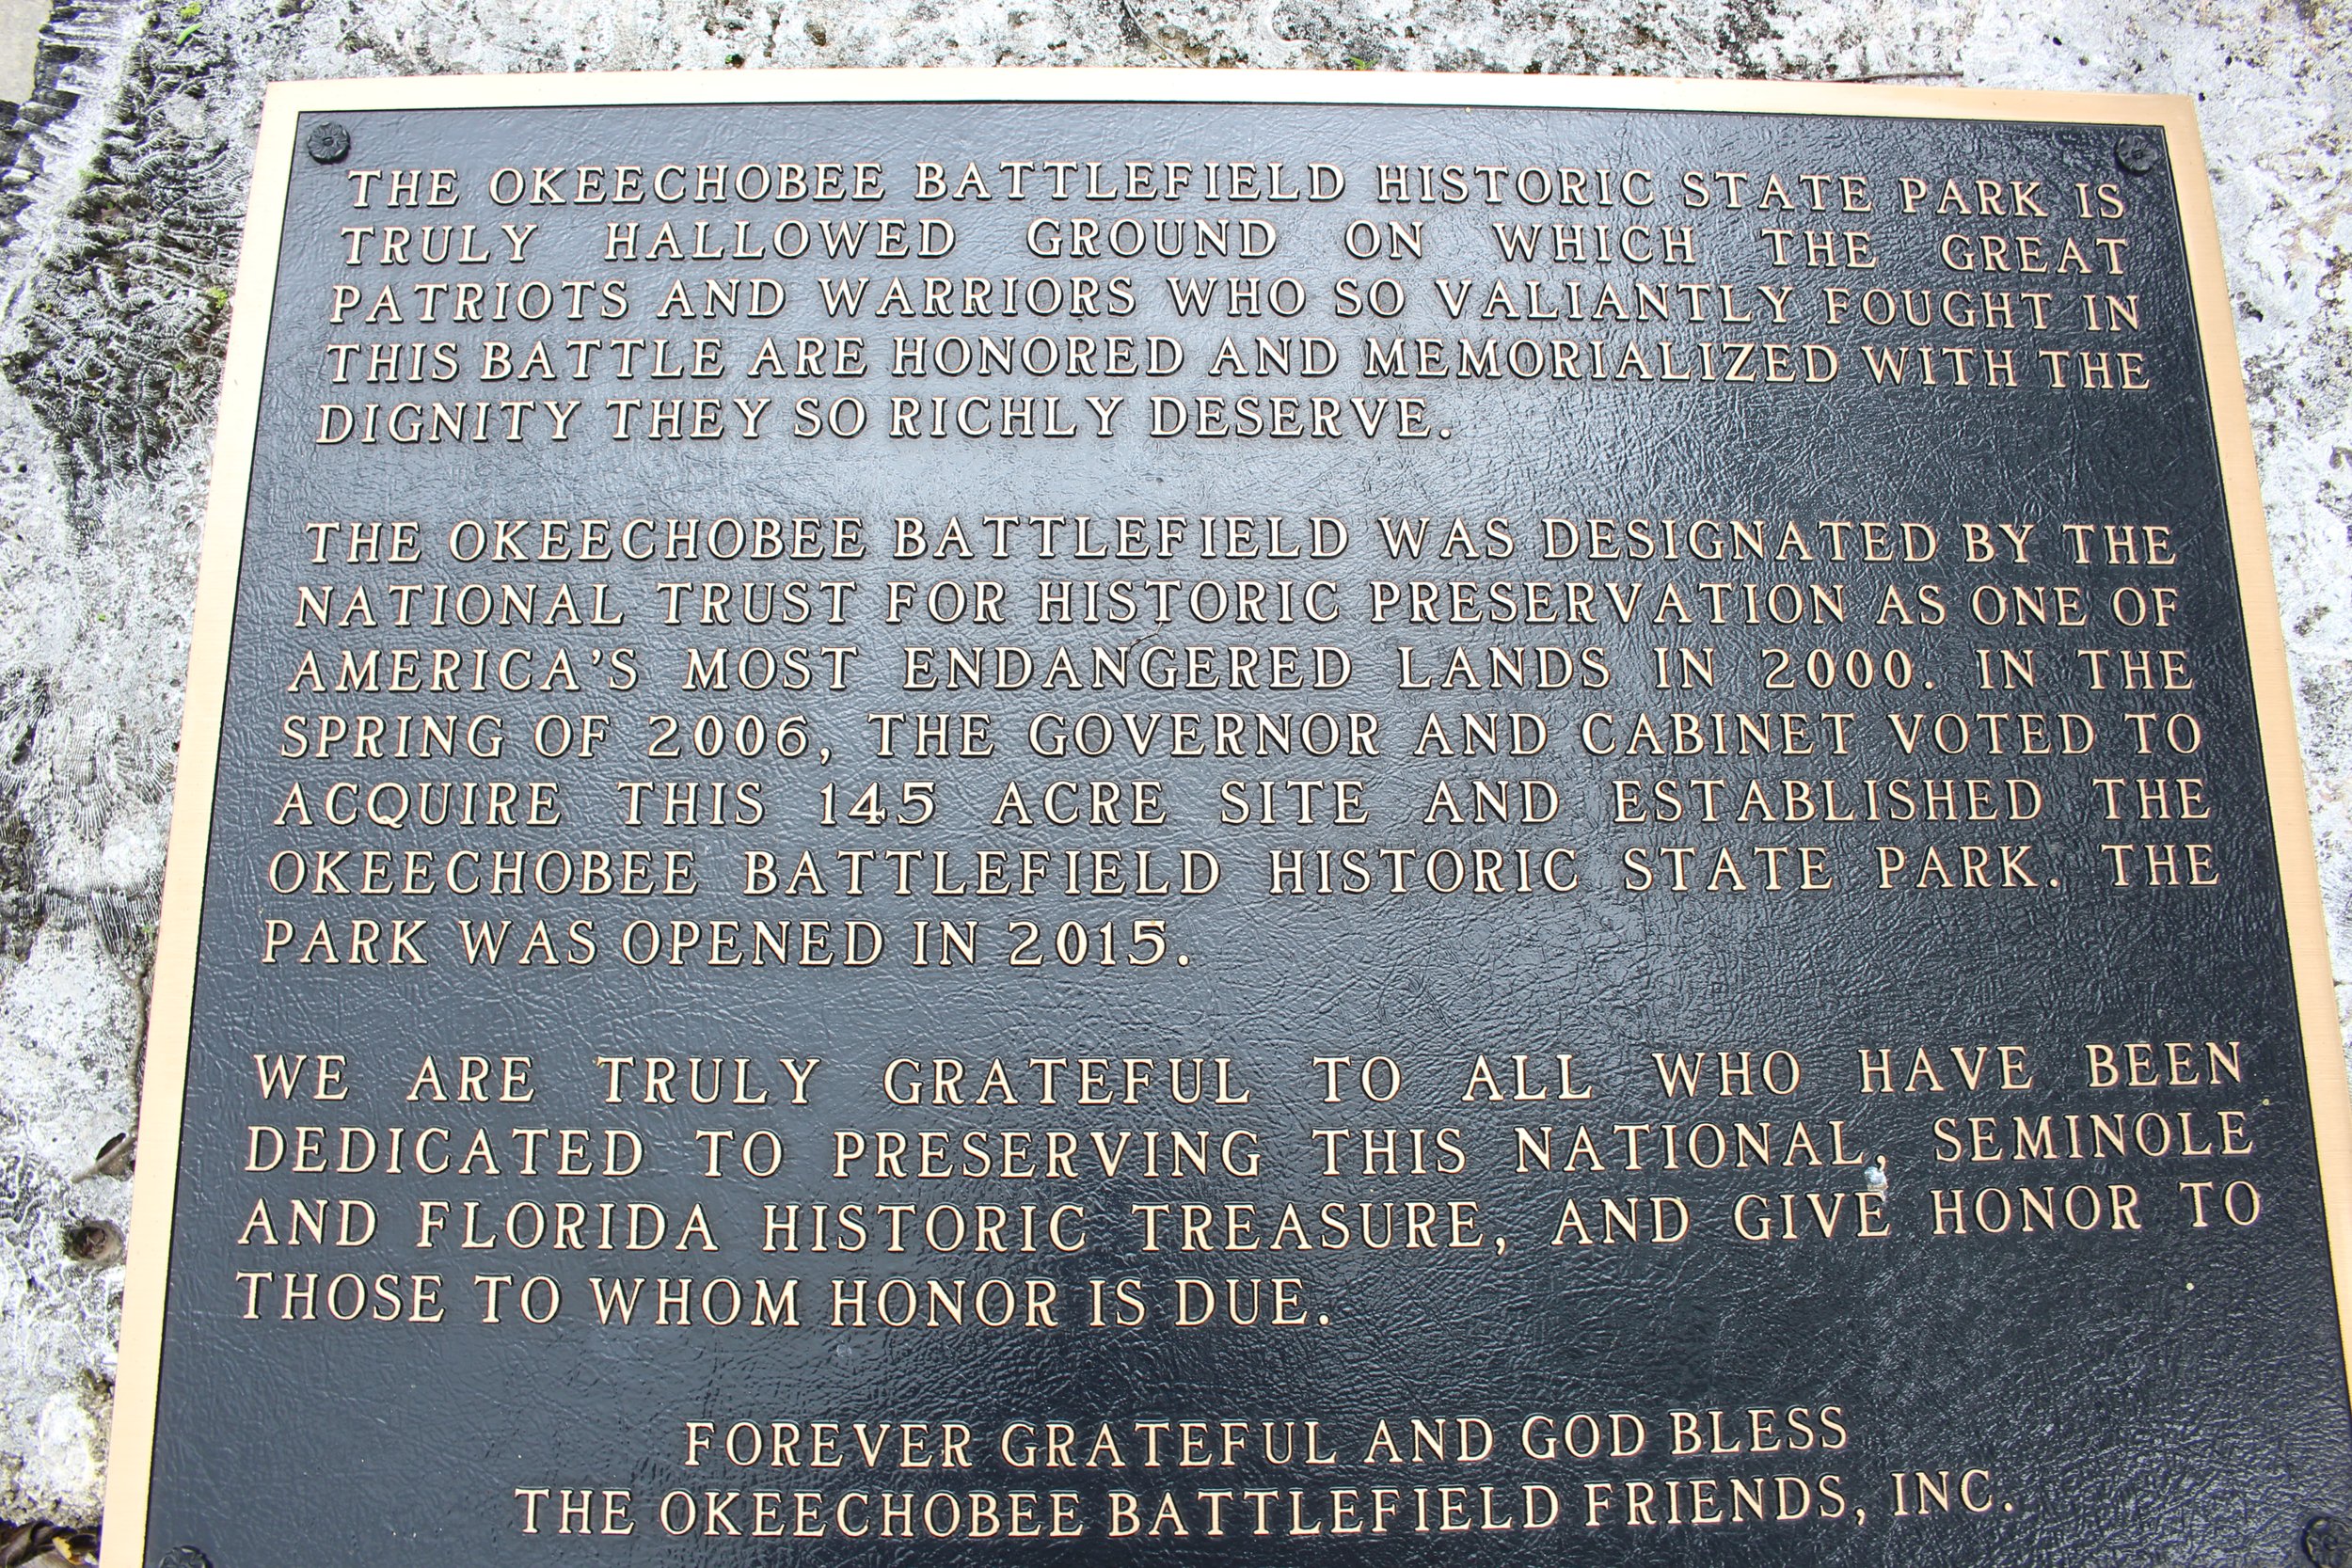 THE OKEECHOBEE BATTLEFIELD HISTORIC STATE PARK IS
TRULY HALLOWED GROUND ON WHICH THE GREAT
PATRIOTS AND WARRIORS WHO SO VALIANTLY FOUGHT IN
THIS BATTLE ARE HONORED AND MEMORIALIZED WITH THE
DIGNITY THEY SO RICHLY DESERVE.
THE OKEECHOBEE BATTLEFIELD WAS DESIGNATED BY THE
NATIONAL TRUST FOR HISTORIC PRESERVATION AS ONE OF
AMERICA'S MOST ENDANGERED LANDS IN 2000. IN THE
SPRING OF 2006, THE GOVERNOR AND CABINET VOTED TO
ACQUIRE THIS 145 ACRE SITE AND ESTABLISHED THE
OKEECHOBEE BATTLEFIELD HISTORIC STATE PARK. THE
PARK WAS OPENED IN 2015.
WE ARE TRULY GRATEFUL TO ALL WHO HAVE BEEN
DEDICATED TO PRESERVING THIS NATIONAL, SEMINOLE
AND FLORIDA HISTORIC TREASURE, AND GIVE HONOR TO
THOSE TO WHOM HONOR IS DUE.
FOREVER GRATEFUL AND GOD BLESS
THE OKEECHOBEE BATTLEFIELD FRIENDS, INC.